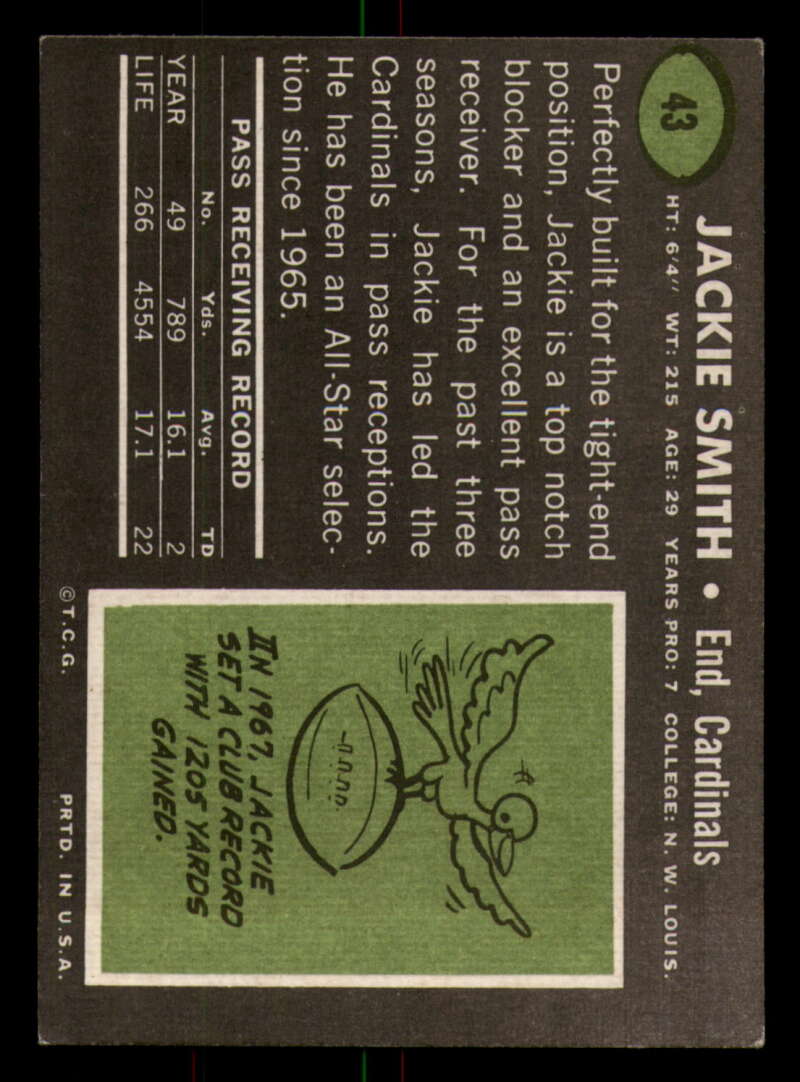 43
JACKIE SMITH • End, Cardinals
HT: 6'4" WT: 215 AGE: 29 YEARS PRO: 7 COLLEGE: N. W. LOUIS.
Perfectly built for the tight-end
position, Jackie is a top notch
blocker and an excellent pass
receiver. For the past three
seasons, Jackie has led the
Cardinals in pass receptions.
He has been an All-Star selec-
tion since 1965.
PASS RECEIVING RECORD
No. Yds. Avg. TD
YEAR 49 789 16.1 2
LIFE 266 4554 17.1 22
IN 1967, JACKIE
SET A CLUB RECORD
WITH 1205 YARDS
GAINED.
©T.C.G. PRTD. IN U.S.A.